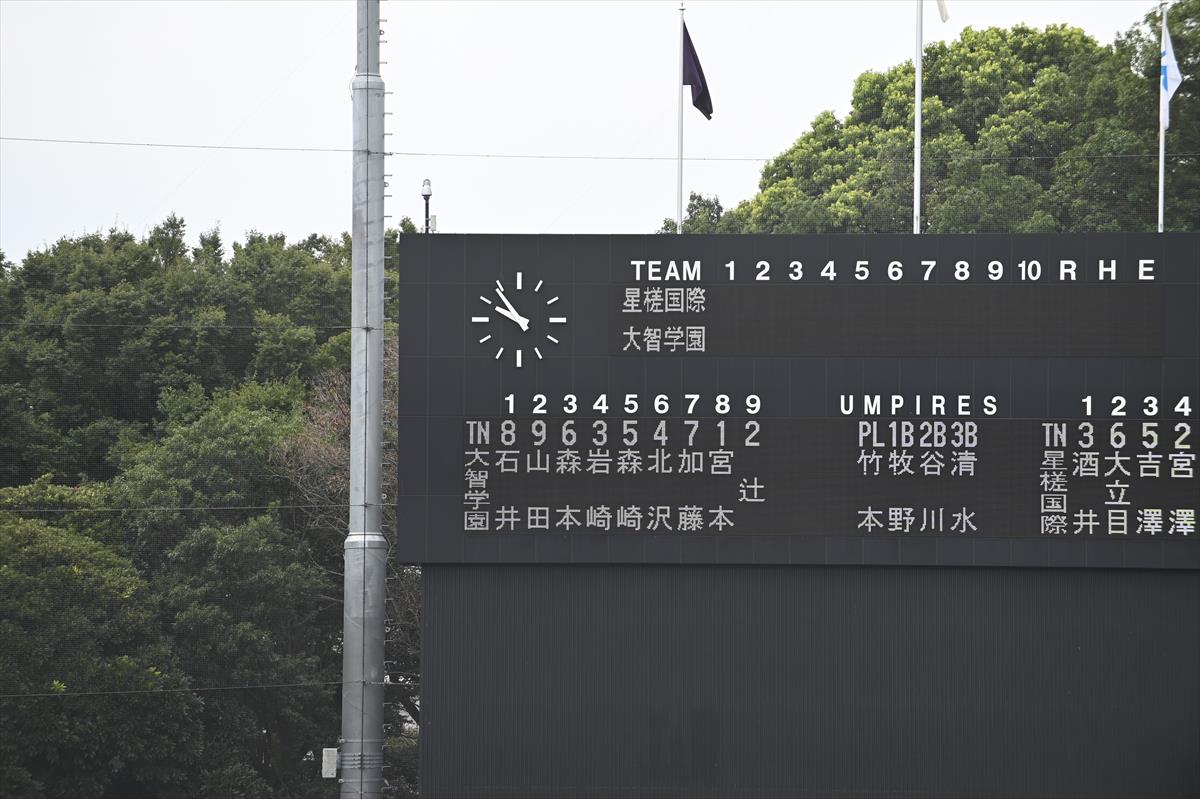 TEAM 1 2 3 4 5 6 7 8 9 10 R H E
星槎国際
大智学園
1 2 3 4 5 6 7 8 9
TN 8 9 6 3 5 4 7 1 2
大智学園
石井
山田
森本
岩崎
森崎
北沢
加藤
宮本
辻
UMPIRES
PL 1B 2B 3B
竹本
牧野
谷川
清水
1 2 3 4
TN 3 6 5 2
星槎国際
酒井
大立目
吉澤
宮澤